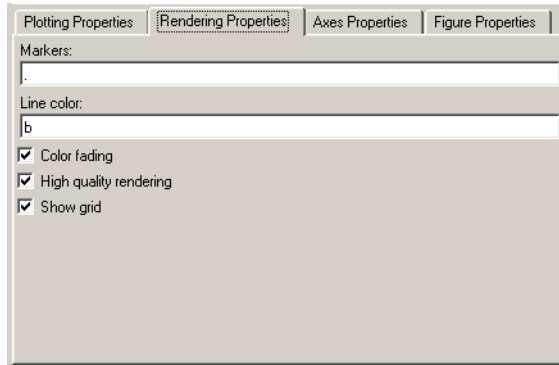 Plotting Properties Rendering Properties Axes Properties Figure Properties
Markers:
.
Line color:
b
Color fading
High quality rendering
Show grid